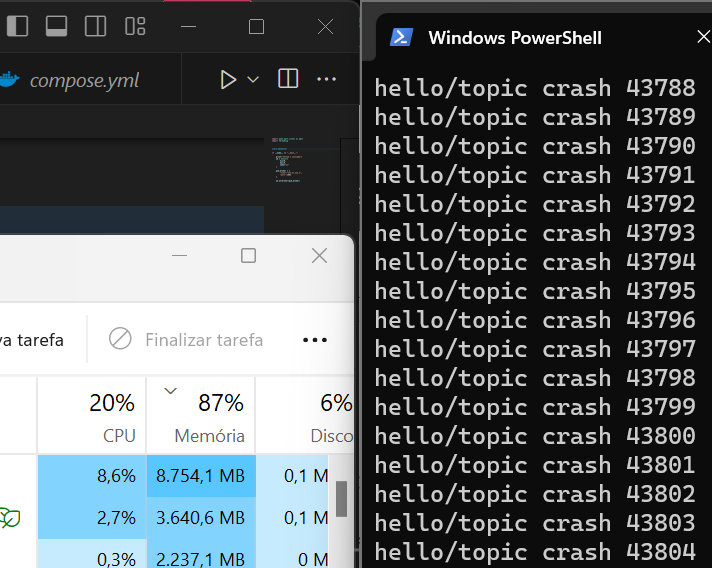 compose.yml
va tarefa
Finalizar tarefa
20%
87%
6%
CPU
Memória
Disco
8,6%
8.754,1 MB
0,1 M
2,7%
3.640,6 MB
0,1 M
0,3%
2.237,1 MB
0 M
Windows PowerShell
hello/topic crash 43788
hello/topic crash 43789
hello/topic crash 43790
hello/topic crash 43791
hello/topic crash 43792
hello/topic crash 43793
hello/topic crash 43794
hello/topic crash 43795
hello/topic crash 43796
hello/topic crash 43797
hello/topic crash 43798
hello/topic crash 43799
hello/topic crash 43800
hello/topic crash 43801
hello/topic crash 43802
hello/topic crash 43803
hello/topic crash 43804